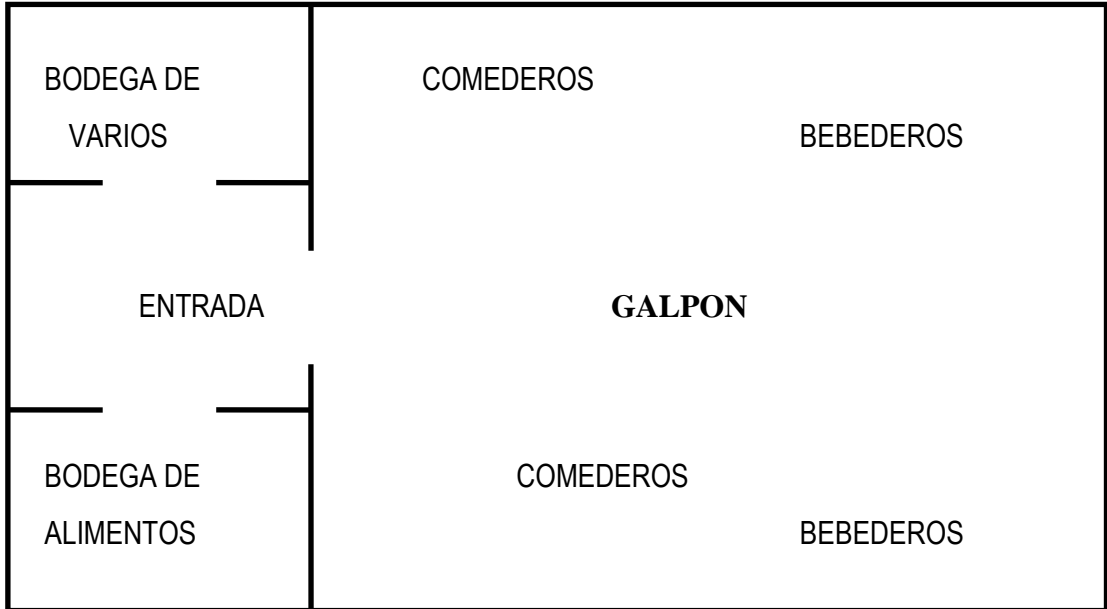 BODEGA DE
VARIOS
COMEDEROS
BEBEDEROS
ENTRADA
GALPON
BODEGA DE
ALIMENTOS
COMEDEROS
BEBEDEROS